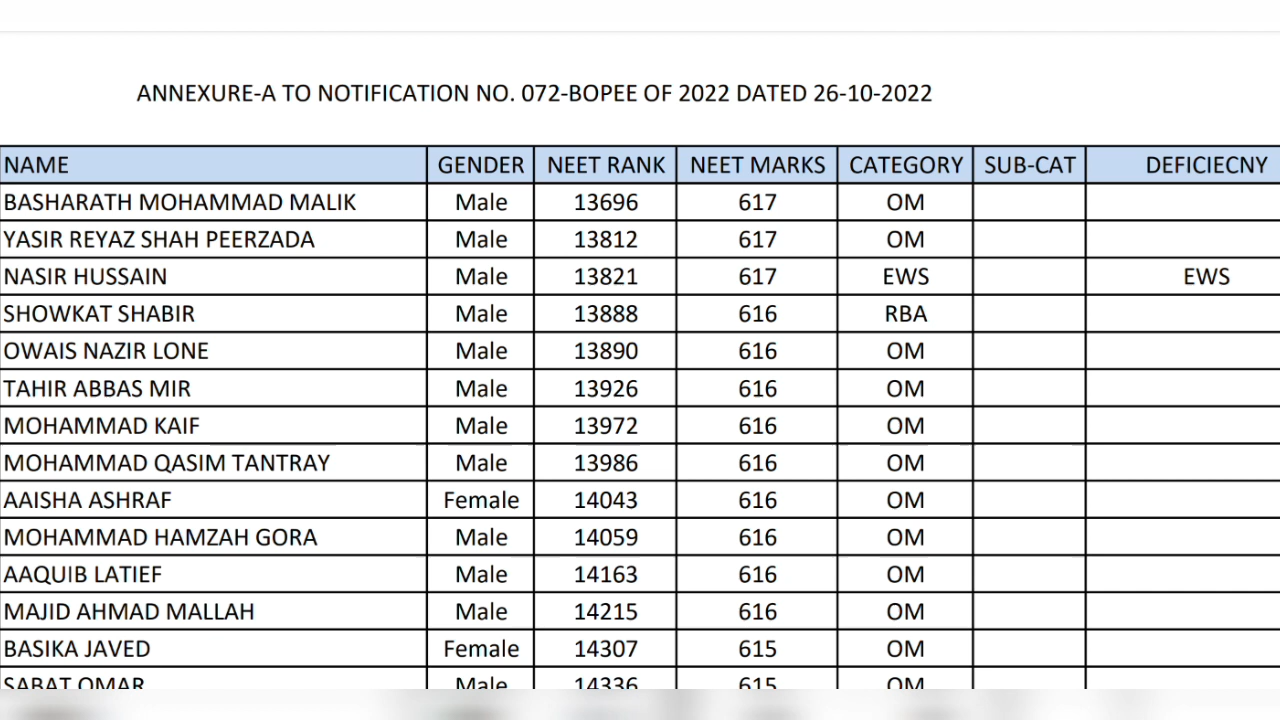 ANNEXURE-A TO NOTIFICATION NO. 072-BOPEE OF 2022 DATED 26-10-2022
NAME GENDER NEET RANK NEET MARKS CATEGORY SUB-CAT DEFICIECNY
BASHARATH MOHAMMAD MALIK Male 13696 617 OM
YASIR REYAZ SHAH PEERZADA Male 13812 617 OM
NASIR HUSSAIN Male 13821 617 EWS EWS
SHOWKAT SHABIR Male 13888 616 RBA
OWAIS NAZIR LONE Male 13890 616 OM
TAHIR ABBAS MIR Male 13926 616 OM
MOHAMMAD KAIF Male 13972 616 OM
MOHAMMAD QASIM TANTRAY Male 13986 616 OM
AAISHA ASHRAF Female 14043 616 OM
MOHAMMAD HAMZAH GORA Male 14059 616 OM
AAQUIB LATIEF Male 14163 616 OM
MAJID AHMAD MALLAH Male 14215 616 OM
BASIKA JAVED Female 14307 615 OM
SABAT OMAR Male 14336 615 OM